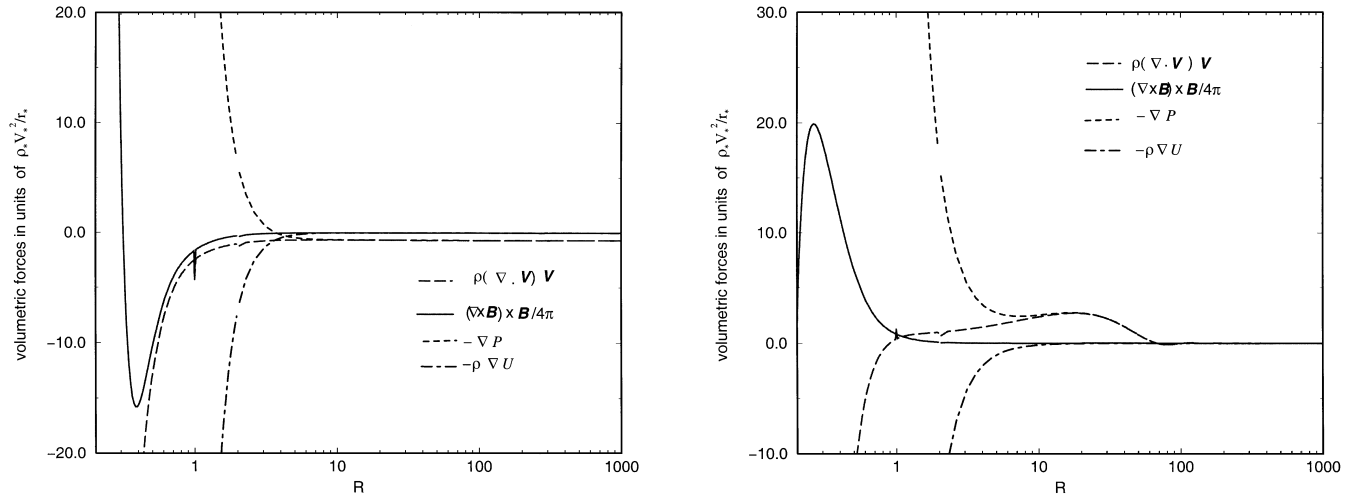 30.0
20.0
10.0
0.0
−10.0
−20.0
volumetric forces in units of ρ*V*²/r*
ρ( ∇ . V) V
(∇×B) × B/4π
− ∇ P
−ρ ∇ U
1
10
100
1000
R
30.0
20.0
10.0
0.0
−10.0
volumetric forces in units of ρ*V*²/r*
ρ( ∇ . V) V
(∇×B) × B/4π
− ∇ P
−ρ ∇ U
1
10
100
1000
R